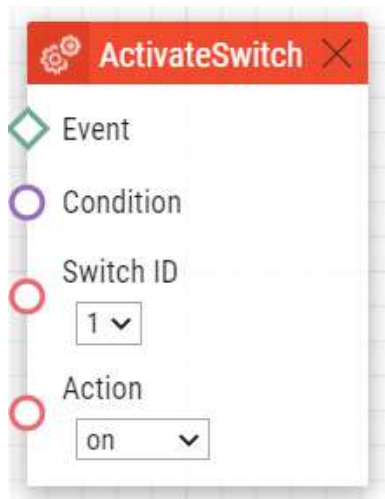 ActivateSwitch
Event
Condition
Switch ID
1
Action
on